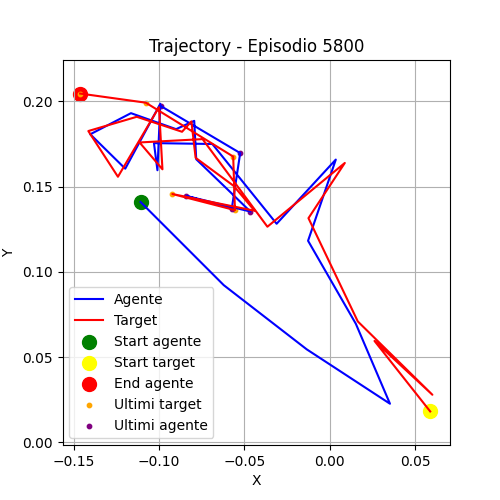 Trajectory - Episodio 5800
Y
0.20
0.15
0.10
0.05
0.00
Agente
Target
Start agente
Start target
End agente
Ultimi target
Ultimi agente
−0.15
−0.10
−0.05
0.00
0.05
X